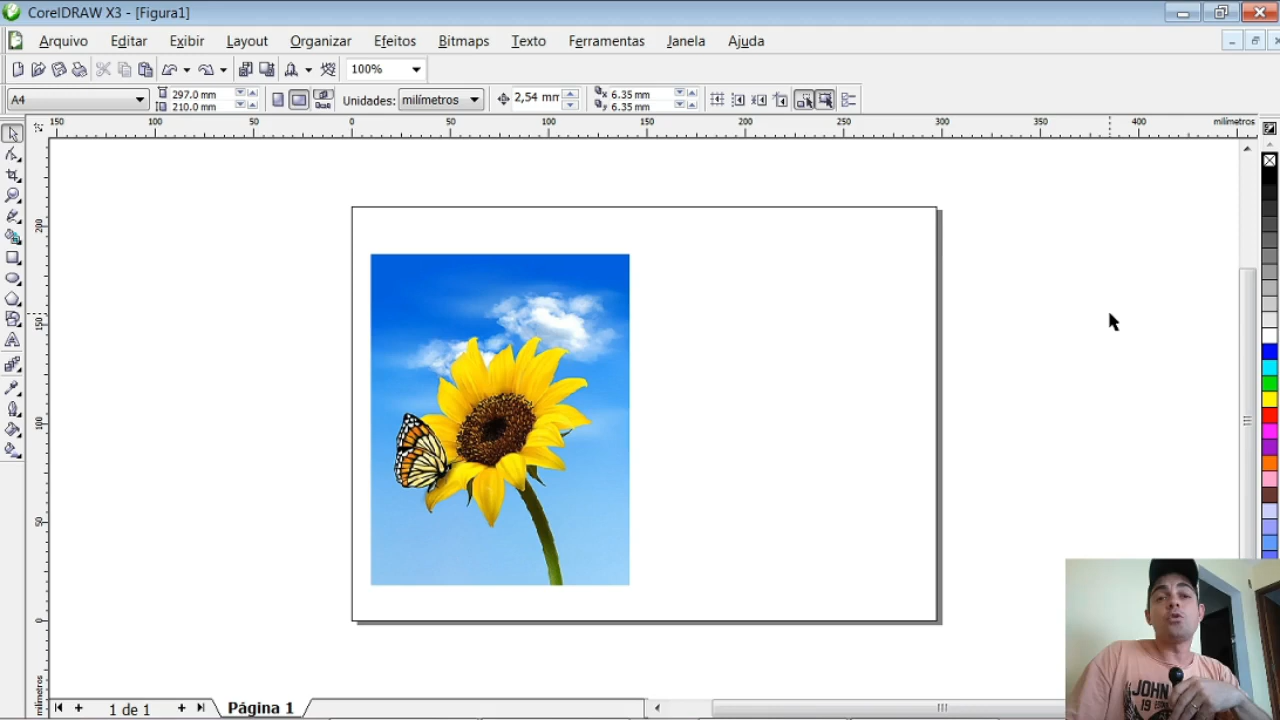 CorelDRAW X3 - [Figura1]
Arquivo Editar Exibir Layout Organizar Efeitos Bitmaps Texto Ferramentas Janela Ajuda
100%
A4 297.0 mm 210.0 mm Unidades: milímetros 2,54 mm x 6.35 mm y 6.35 mm
150 100 50 0 50 100 150 200 250 300 350 400 milímetros
200
150
100
50
0
milímetros
JOHN
19
1 de 1 Página 1